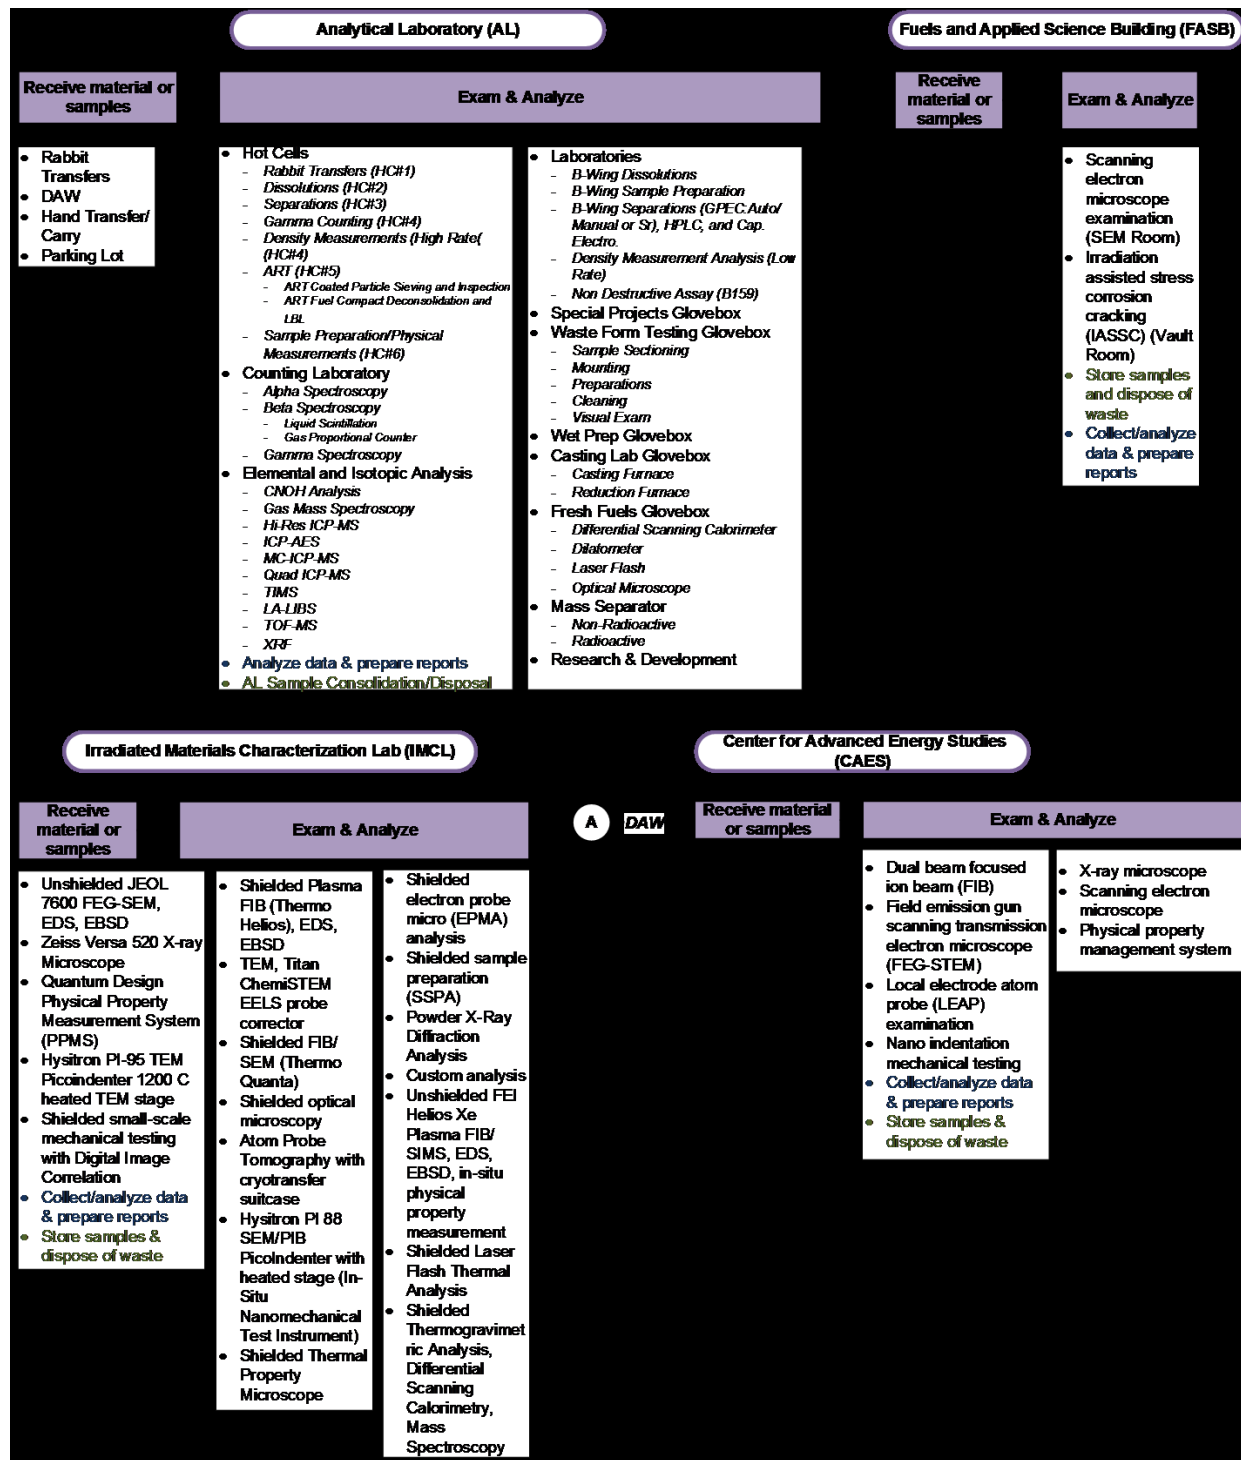 Analytical Laboratory (AL)
Receive material or
samples
Exam & Analyze
• Rabbit
Transfers
• DAW
• Hand Transfer/
Carry
• Parking Lot
• Hot Cells
- Rabbit Transfers (HC#1)
- Dissolutions (HC#2)
- Separations (HC#3)
- Gamma Counting (HC#4)
- Density Measurements (High Rate(
(HC#4)
- ART (HC#5)
- ART Coated Particle Sieving and Inspection
- ART Fuel Compact Deconsolidation and
LBL
- Sample Preparation/Physical
Measurements (HC#6)
• Counting Laboratory
- Alpha Spectroscopy
- Beta Spectroscopy
- Liquid Scintillation
- Gas Proportional Counter
- Gamma Spectroscopy
• Elemental and Isotopic Analysis
- CNOH Analysis
- Gas Mass Spectroscopy
- Hi-Res ICP-MS
- ICP-AES
- MC-ICP-MS
- Quad ICP-MS
- TIMS
- LA-LIBS
- TOF-MS
- XRF
• Analyze data & prepare reports
• AL Sample Consolidation/Disposal
• Laboratories
- B-Wing Dissolutions
- B-Wing Sample Preparation
- B-Wing Separations (GPEC:Auto/
Manual or Sr), HPLC, and Cap.
Electro.
- Density Measurement Analysis (Low
Rate)
- Non Destructive Assay (B159)
• Special Projects Glovebox
• Waste Form Testing Glovebox
- Sample Sectioning
- Mounting
- Preparations
- Cleaning
- Visual Exam
• Wet Prep Glovebox
• Casting Lab Glovebox
- Casting Furnace
- Reduction Furnace
• Fresh Fuels Glovebox
- Differential Scanning Calorimeter
- Dilatometer
- Laser Flash
- Optical Microscope
• Mass Separator
- Non-Radioactive
- Radioactive
• Research & Development
Fuels and Applied Science Building (FASB)
Receive
material or
samples
Exam & Analyze
• Scanning
electron
microscope
examination
(SEM Room)
• Irradiation
assisted stress
corrosion
cracking
(IASSC) (Vault
Room)
• Store samples
and dispose of
waste
• Collect/analyze
data & prepare
reports
Irradiated Materials Characterization Lab (IMCL)
Receive
material or
samples
Exam & Analyze
• Unshielded JEOL
7600 FEG-SEM,
EDS, EBSD
• Zeiss Versa 520 X-ray
Microscope
• Quantum Design
Physical Property
Measurement System
(PPMS)
• Hysitron PI-95 TEM
Picoindenter 1200 C
heated TEM stage
• Shielded small-scale
mechanical testing
with Digital Image
Correlation
• Collect/analyze data
& prepare reports
• Store samples &
dispose of waste
• Shielded Plasma
FIB (Thermo
Helios), EDS,
EBSD
• TEM, Titan
ChemiSTEM
EELS probe
corrector
• Shielded FIB/
SEM (Thermo
Quanta)
• Shielded optical
microscopy
• Atom Probe
Tomography with
cryotransfer
suitcase
• Hysitron PI 88
SEM/PIB
PicoIndenter with
heated stage (In-
Situ
Nanomechanical
Test Instrument)
• Shielded Thermal
Property
Microscope
• Shielded
electron probe
micro (EPMA)
analysis
• Shielded sample
preparation
(SSPA)
• Powder X-Ray
Diffraction
Analysis
• Custom analysis
• Unshielded FEI
Helios Xe
Plasma FIB/
SIMS, EDS,
EBSD, in-situ
physical
property
measurement
• Shielded Laser
Flash Thermal
Analysis
• Shielded
Thermogravimet
ric Analysis,
Differential
Scanning
Calorimetry,
Mass
Spectroscopy
A
DAW
Center for Advanced Energy Studies
(CAES)
Receive material
or samples
Exam & Analyze
• Dual beam focused
ion beam (FIB)
• Field emission gun
scanning transmission
electron microscope
(FEG-STEM)
• Local electrode atom
probe (LEAP)
examination
• Nano indentation
mechanical testing
• Collect/analyze data
& prepare reports
• Store samples &
dispose of waste
• X-ray microscope
• Scanning electron
microscope
• Physical property
management system